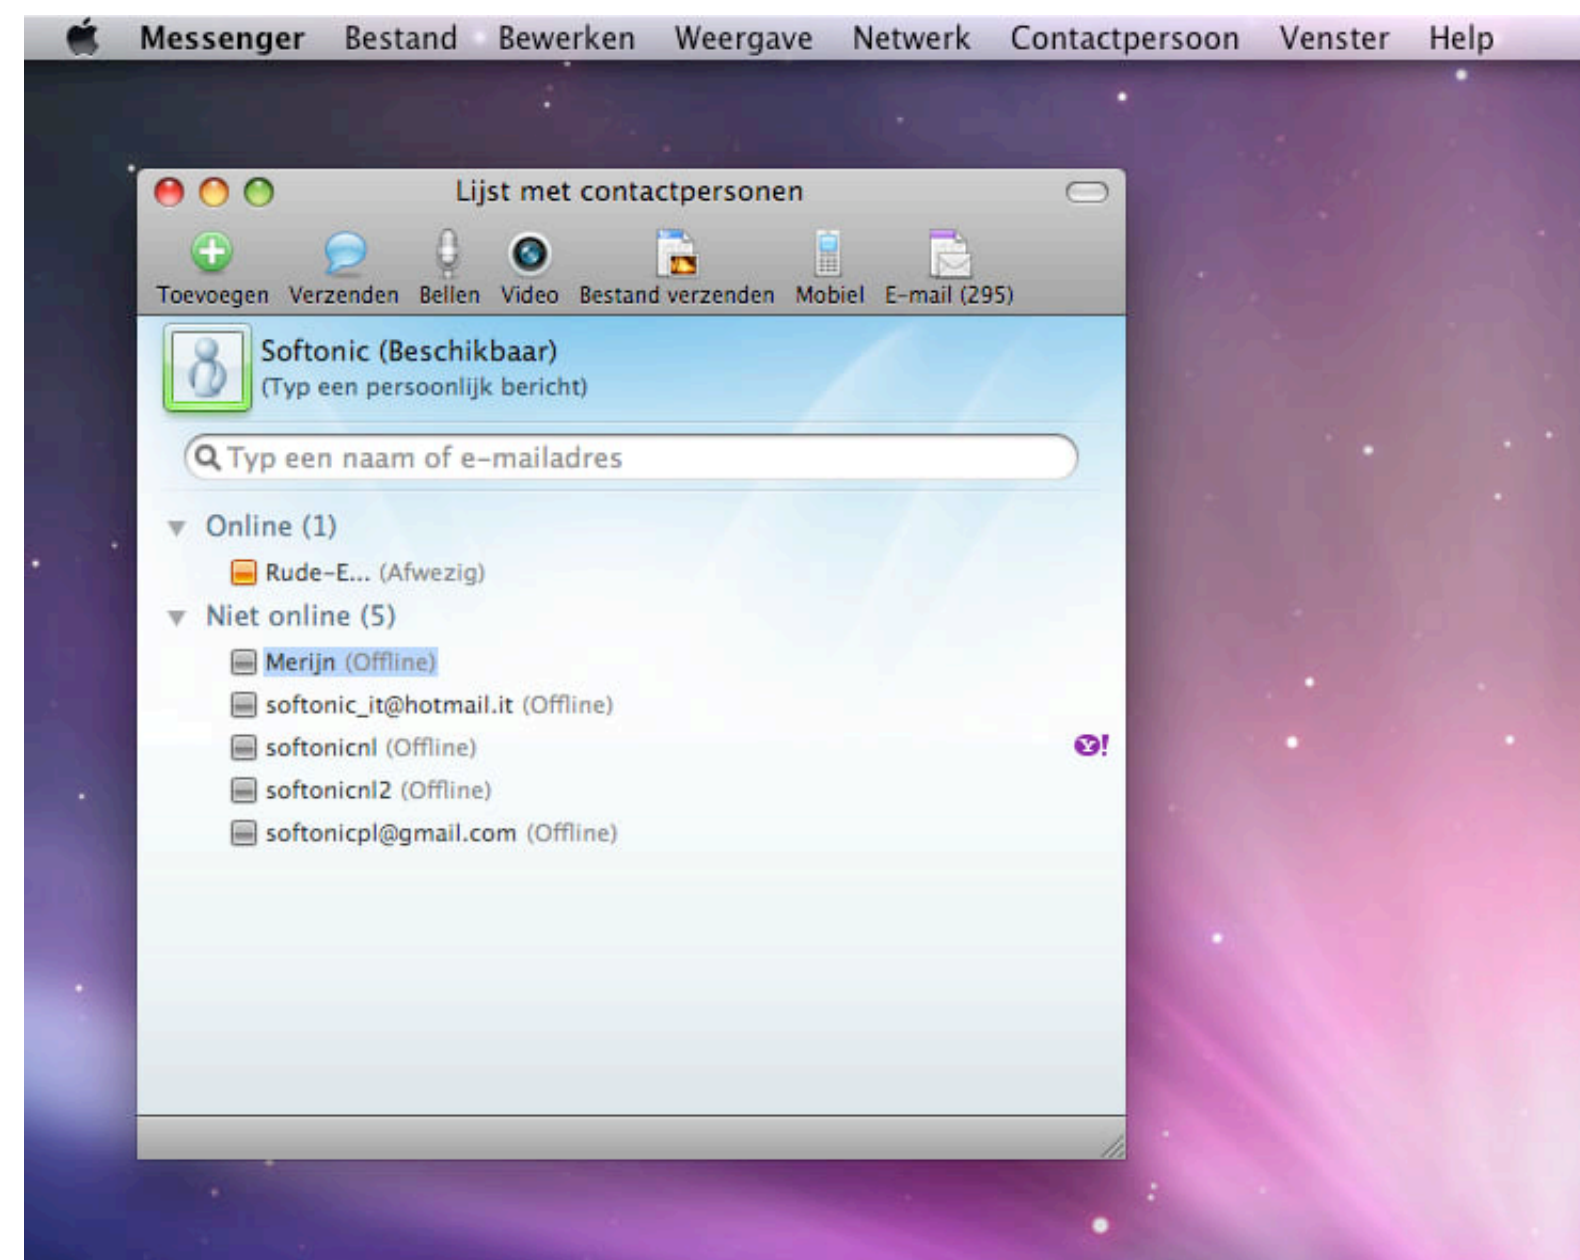 Messenger Bestand Bewerken Weergave Netwerk Contactpersoon Venster Help
Lijst met contactpersonen
Toevoegen Verzenden Bellen Video Bestand verzenden Mobiel E-mail (295)
Softonic (Beschikbaar)
(Typ een persoonlijk bericht)
Typ een naam of e-mailadres
Online (1)
Rude-E... (Afwezig)
Niet online (5)
Merijn (Offline)
softonic_it@hotmail.it (Offline)
softonicnl (Offline) Y!
softonicnl2 (Offline)
softonicpl@gmail.com (Offline)